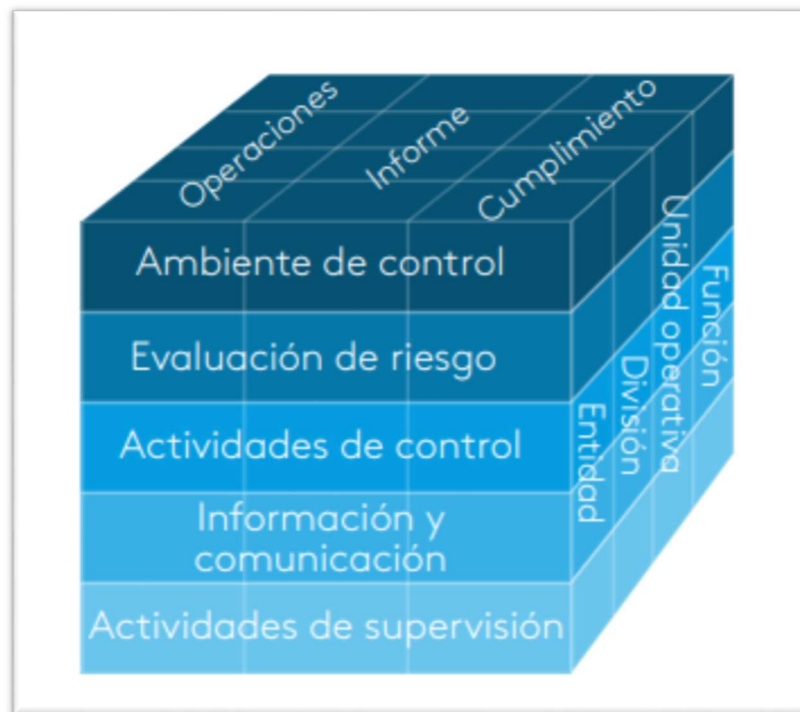 Operaciones
Informe
Cumplimiento
Ambiente de control
Evaluación de riesgo
Actividades de control
Información y
comunicación
Actividades de supervisión
Entidad
División
Unidad operativa
Función